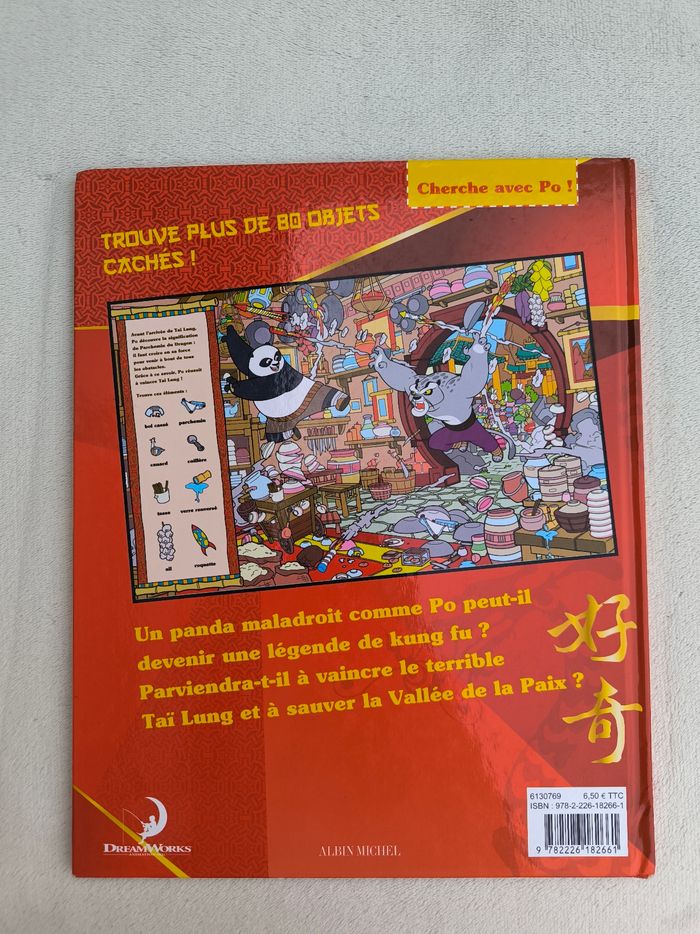 Cherche avec Po !
TROUVE PLUS DE 80 OBJETS
CACHÉS !
Avant l'arrivée de Taï Lung,
Po découvre la signification
du Parchemin du Dragon :
il faut croire en sa force
pour venir à bout de tous
les obstacles.
Grâce à ce savoir, Po réussit
à vaincre Taï Lung !
Trouve ces éléments :
bol cassé
parchemin
canard
cuillère
tasse
verre renversé
ail
roquette
Un panda maladroit comme Po peut-il
devenir une légende de kung fu ?
Parviendra-t-il à vaincre le terrible
Taï Lung et à sauver la Vallée de la Paix ?
好
奇
6130769 6,50 € TTC
ISBN : 978-2-226-18266-1
9 782226 182661
DREAMWORKS
ALBIN MICHEL